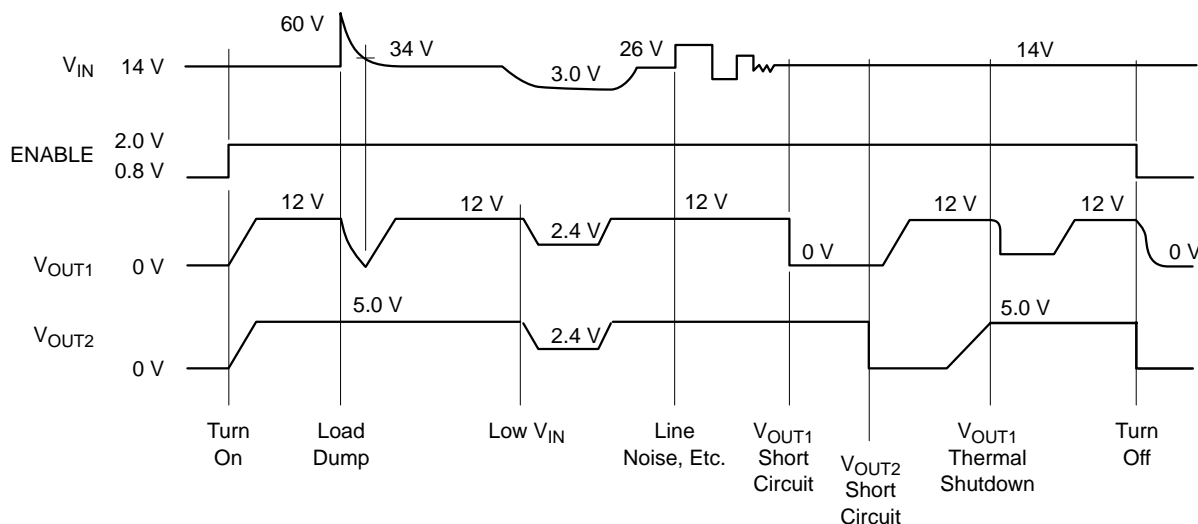 60 V
34 V
26 V
V_IN 14 V
3.0 V
14V
2.0 V
ENABLE
0.8 V
12 V 12 V 12 V 12 V 12 V
2.4 V
V_OUT1 0 V
0 V
0 V
5.0 V
5.0 V
V_OUT2
2.4 V
0 V
Turn
On
Load
Dump
Low V_IN
Line
Noise, Etc.
V_OUT1
Short
Circuit
V_OUT2
Short
Circuit
V_OUT1
Thermal
Shutdown
Turn
Off